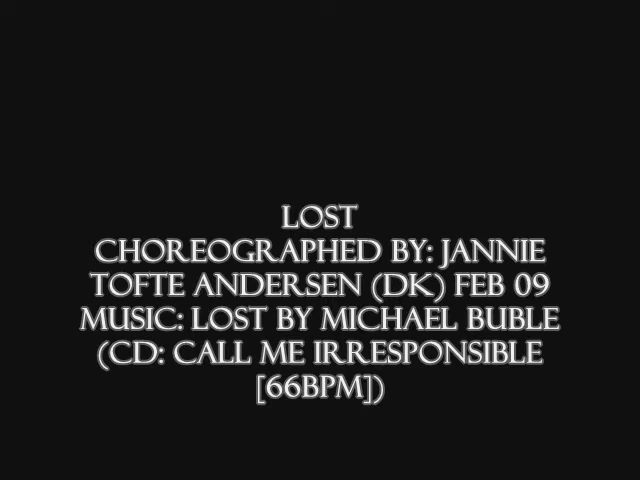 LOST
CHOREOGRAPHED BY: JANNIE
TOFTE ANDERSEN (DK) FEB 09
MUSIC: LOST BY MICHAEL BUBLE
(CD: CALL ME IRRESPONSIBLE
[66BPM])